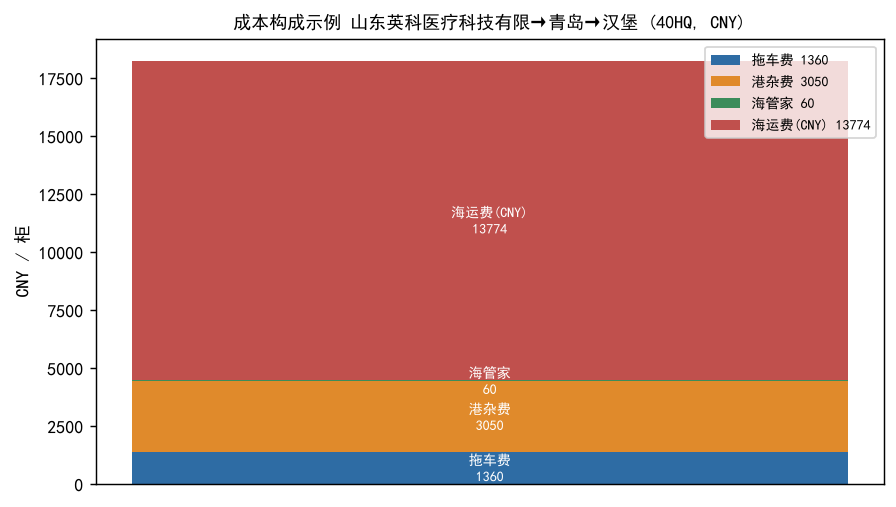 成本构成示例 山东英科医疗科技有限→青岛→汉堡 (40HQ, CNY)
拖车费 1360
港杂费 3050
海管家 60
海运费(CNY) 13774
CNY / 柜
17500
15000
12500
10000
7500
5000
2500
0
海运费(CNY)
13774
海管家
60
港杂费
3050
拖车费
1360